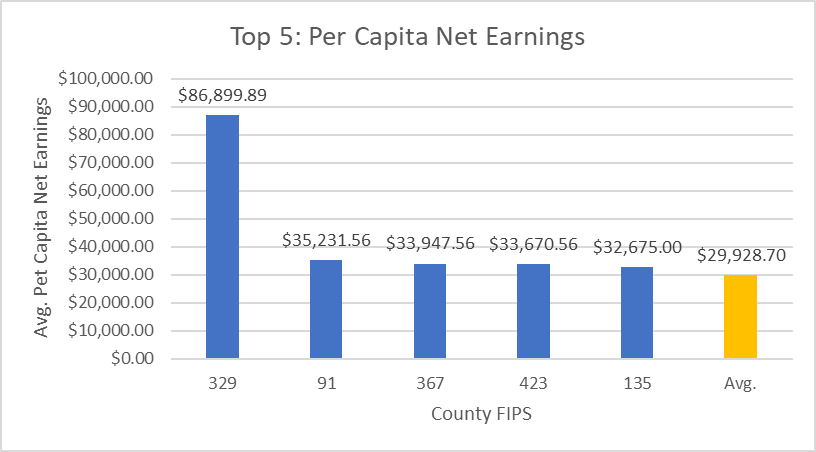 Top 5: Per Capita Net Earnings
Avg. Pet Capita Net Earnings
$100,000.00
$90,000.00
$80,000.00
$70,000.00
$60,000.00
$50,000.00
$40,000.00
$30,000.00
$20,000.00
$10,000.00
$0.00
$86,899.89
$35,231.56 $33,947.56 $33,670.56 $32,675.00 $29,928.70
329 91 367 423 135 Avg.
County FIPS